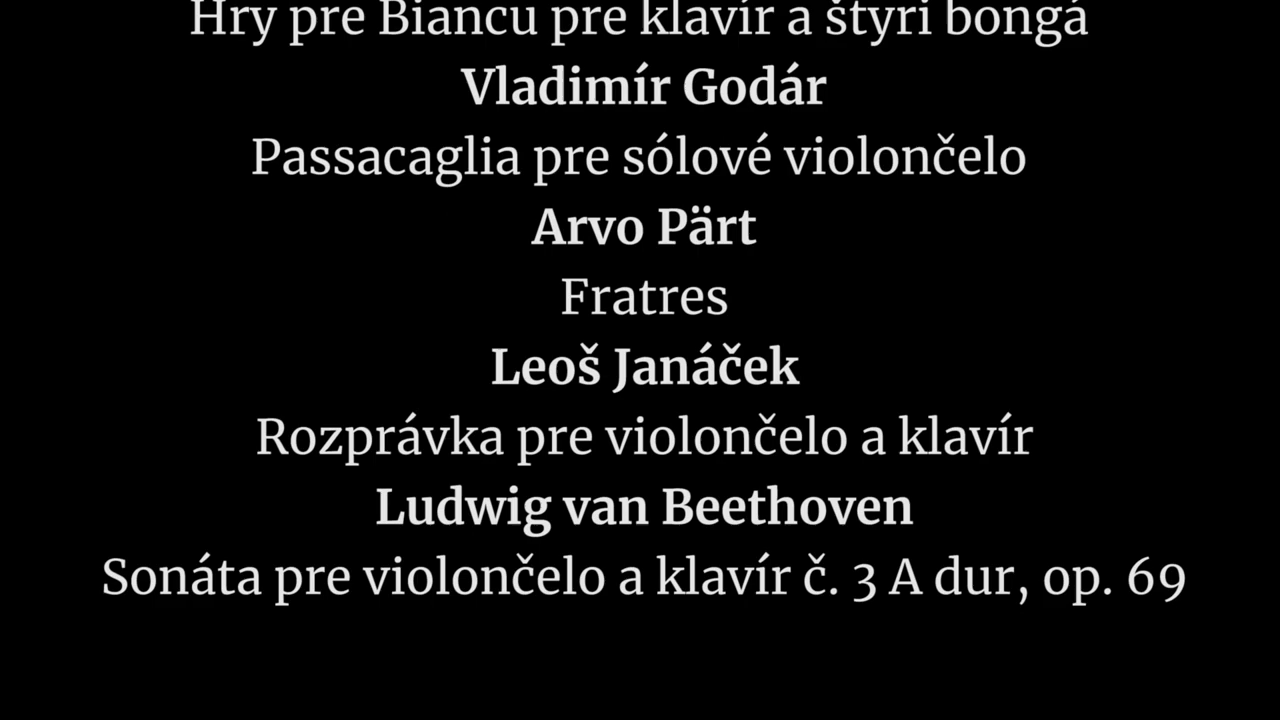 Hry pre Biancu pre klavír a štyri bongá
Vladimír Godár
Passacaglia pre sólové violončelo
Arvo Pärt
Fratres
Leoš Janáček
Rozprávka pre violončelo a klavír
Ludwig van Beethoven
Sonáta pre violončelo a klavír č. 3 A dur, op. 69